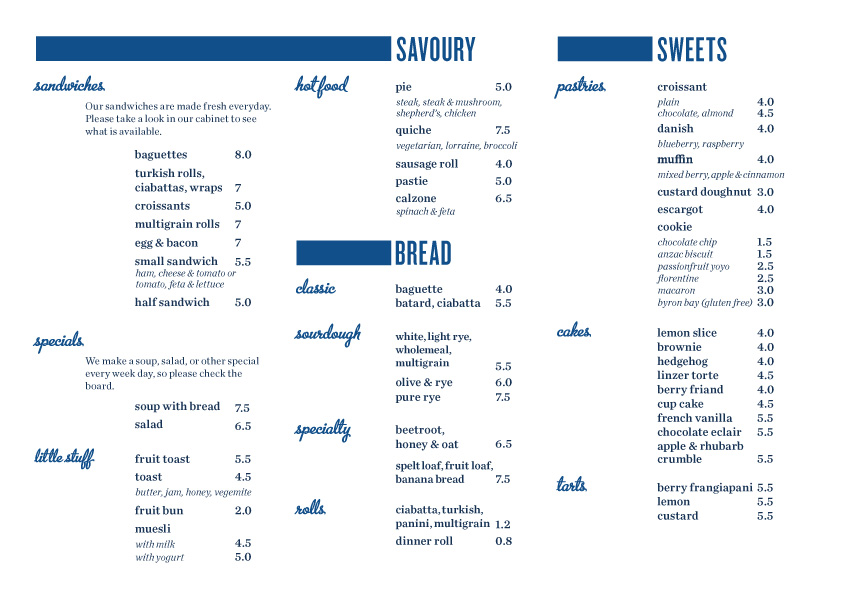 SAVOURY
sandwiches
Our sandwiches are made fresh everyday.
Please take a look in our cabinet to see
what is available.
baguettes 8.0
turkish rolls,
ciabattas, wraps 7
croissants 5.0
multigrain rolls 7
egg & bacon 7
small sandwich 5.5
ham, cheese & tomato or
tomato, feta & lettuce
half sandwich 5.0
specials
We make a soup, salad, or other special
every week day, so please check the
board.
soup with bread 7.5
salad 6.5
little stuff
fruit toast 5.5
toast 4.5
butter, jam, honey, vegemite
fruit bun 2.0
muesli
with milk 4.5
with yogurt 5.0
hot food
pie 5.0
steak, steak & mushroom,
shepherd's, chicken
quiche 7.5
vegetarian, lorraine, broccoli
sausage roll 4.0
pastie 5.0
calzone 6.5
spinach & feta
BREAD
classic
baguette 4.0
batard, ciabatta 5.5
sourdough
white, light rye,
wholemeal,
multigrain 5.5
olive & rye 6.0
pure rye 7.5
specialty
beetroot,
honey & oat 6.5
spelt loaf, fruit loaf,
banana bread 7.5
rolls
ciabatta, turkish,
panini, multigrain 1.2
dinner roll 0.8
SWEETS
pastries
croissant
plain 4.0
chocolate, almond 4.5
danish 4.0
blueberry, raspberry
muffin 4.0
mixed berry, apple & cinnamon
custard doughnut 3.0
escargot 4.0
cookie
chocolate chip 1.5
anzac biscuit 1.5
passionfruit yoyo 2.5
florentine 2.5
macaron 3.0
byron bay (gluten free) 3.0
cakes
lemon slice 4.0
brownie 4.0
hedgehog 4.0
linzer torte 4.5
berry friand 4.0
cup cake 4.5
french vanilla 5.5
chocolate eclair 5.5
apple & rhubarb
crumble 5.5
tarts
berry frangiapani 5.5
lemon 5.5
custard 5.5